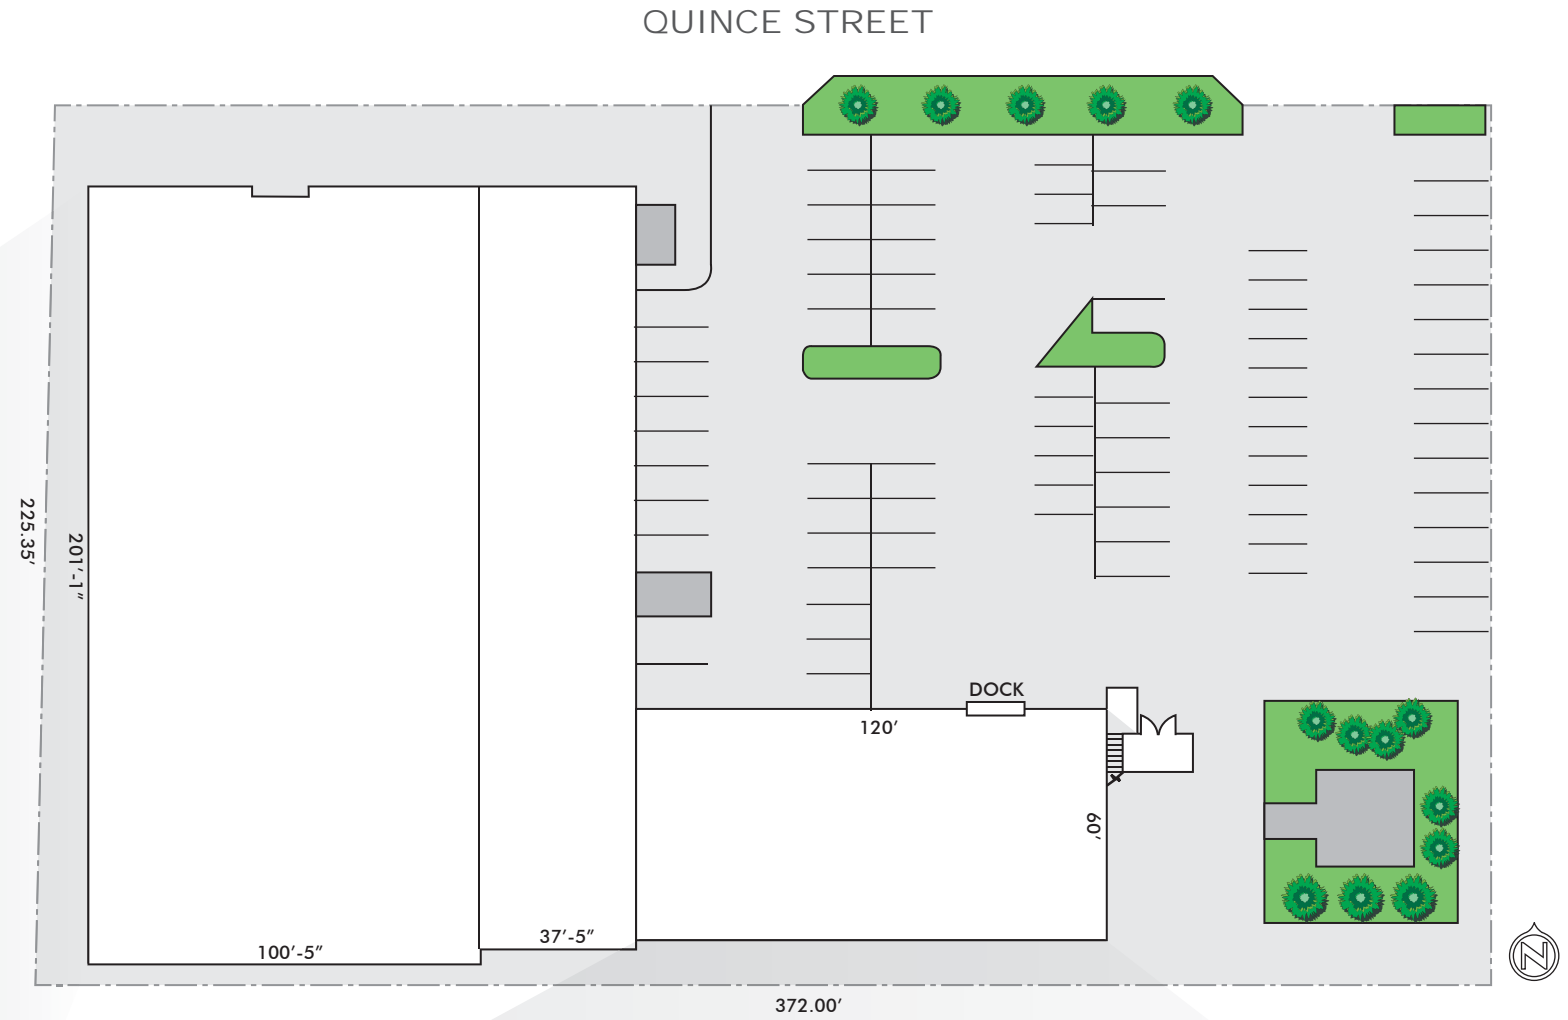 QUINCE STREET
225.35’
201’-1”
DOCK
120’
60’
37’-5”
100’-5”
372.00’
N